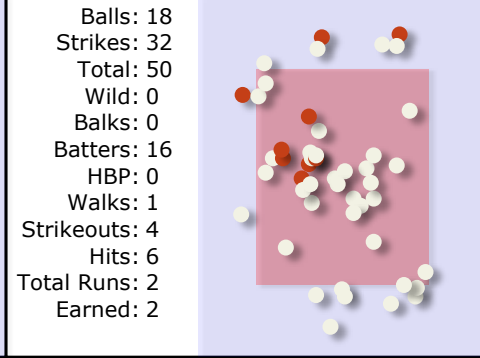 Balls: 18
Strikes: 32
Total: 50
Wild: 0
Balks: 0
Batters: 16
HBP: 0
Walks: 1
Strikeouts: 4
Hits: 6
Total Runs: 2
Earned: 2